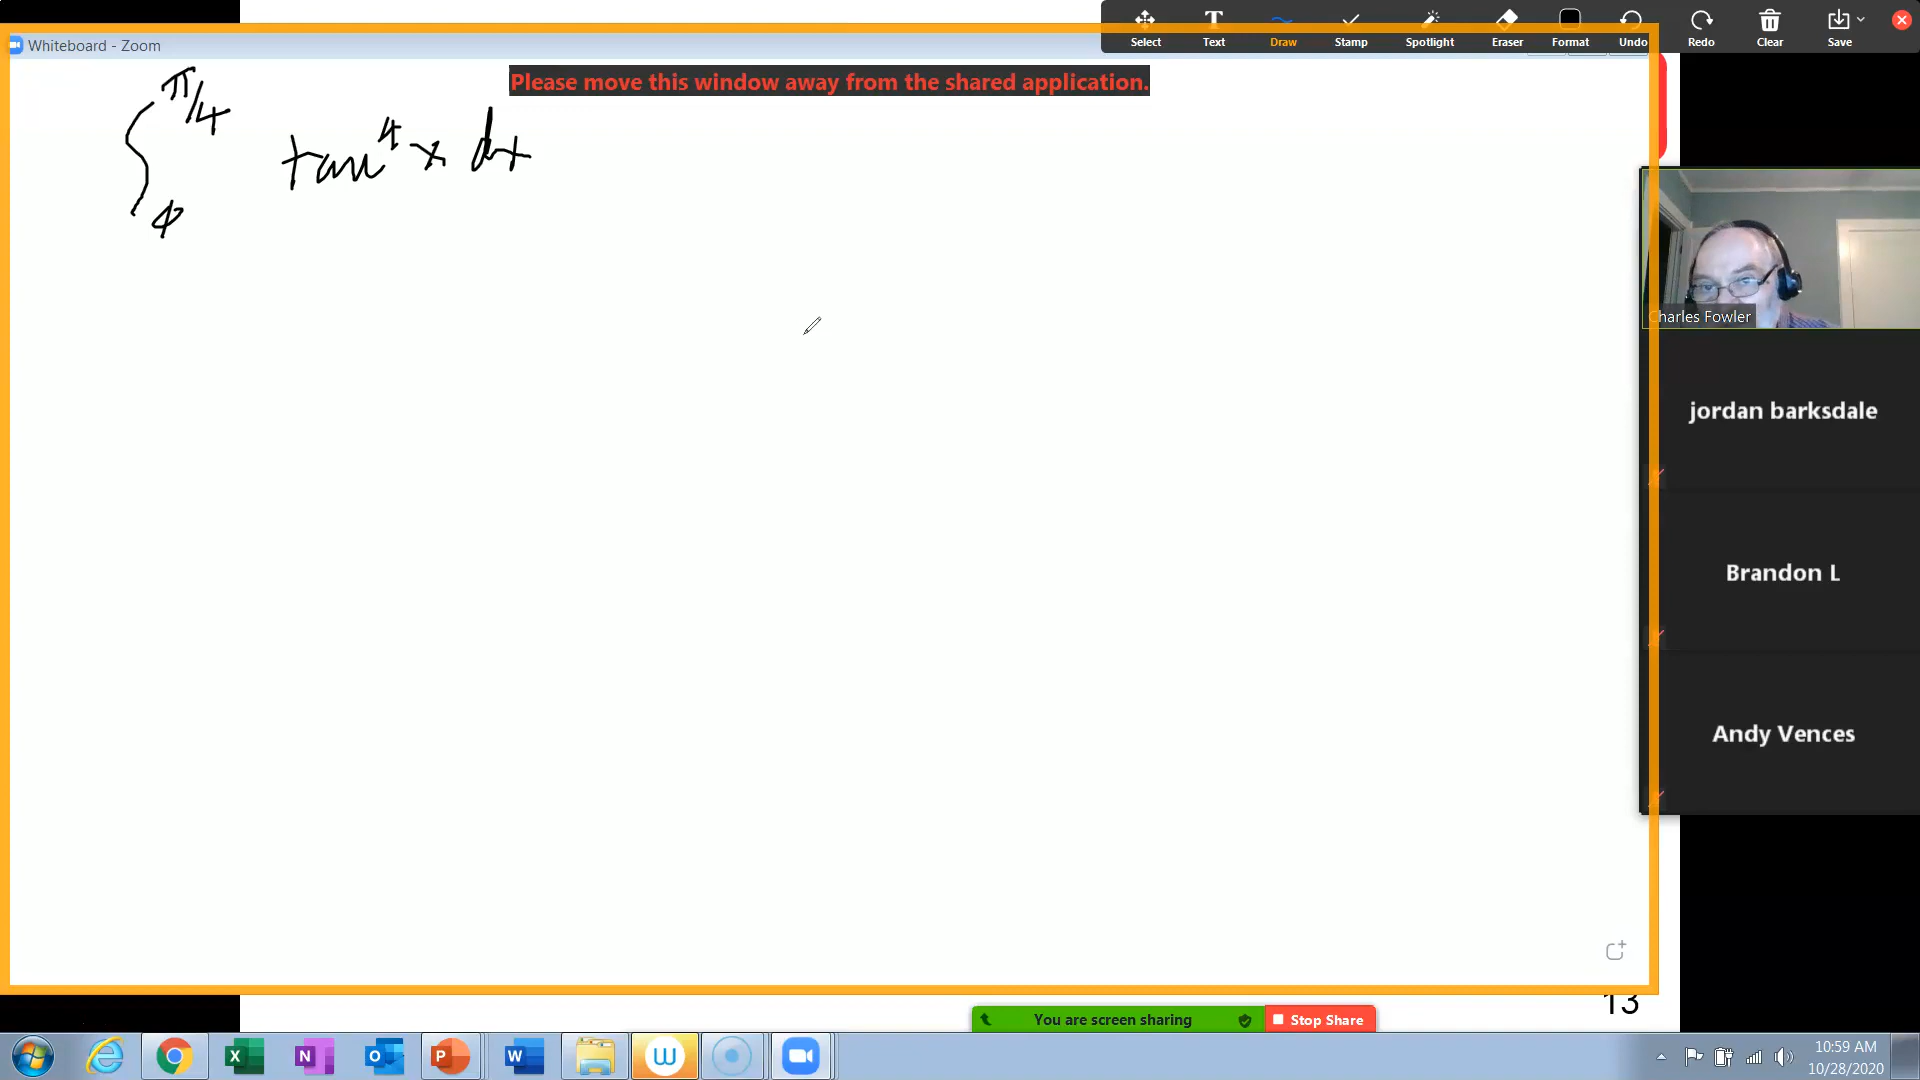 Select Text Draw Stamp Spotlight Eraser Format Undo Redo Clear Save
Whiteboard - Zoom
Please move this window away from the shared application.
∫ π/4 0 tan⁴ x dx
Charles Fowler
jordan barksdale
Brandon L
Andy Vences
13
You are screen sharing Stop Share
10:59 AM
10/28/2020